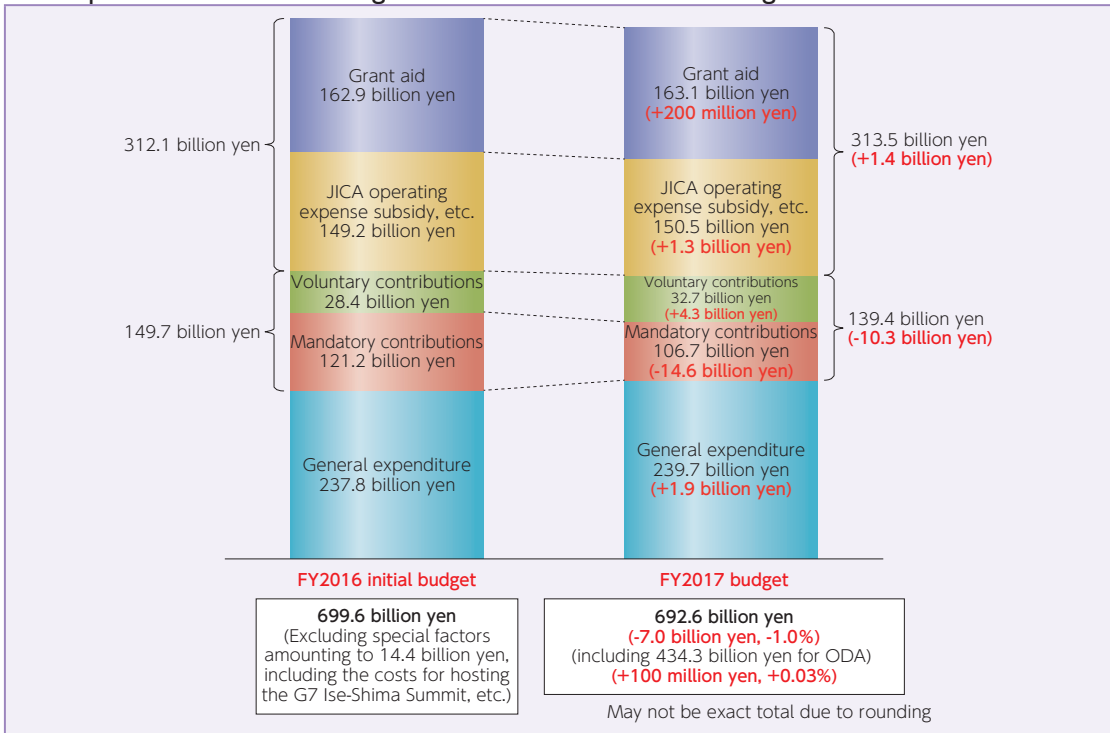 Grant aid
162.9 billion yen
312.1 billion yen
JICA operating
expense subsidy, etc.
149.2 billion yen
Voluntary contributions
28.4 billion yen
149.7 billion yen
Mandatory contributions
121.2 billion yen
General expenditure
237.8 billion yen
FY2016 initial budget
699.6 billion yen
(Excluding special factors
amounting to 14.4 billion yen,
including the costs for hosting
the G7 Ise-Shima Summit, etc.)
Grant aid
163.1 billion yen
(+200 million yen)
313.5 billion yen
(+1.4 billion yen)
JICA operating
expense subsidy, etc.
150.5 billion yen
(+1.3 billion yen)
Voluntary contributions
32.7 billion yen
(+4.3 billion yen)
139.4 billion yen
(-10.3 billion yen)
Mandatory contributions
106.7 billion yen
(-14.6 billion yen)
General expenditure
239.7 billion yen
(+1.9 billion yen)
FY2017 budget
692.6 billion yen
(-7.0 billion yen, -1.0%)
(including 434.3 billion yen for ODA)
(+100 million yen, +0.03%)
May not be exact total due to rounding